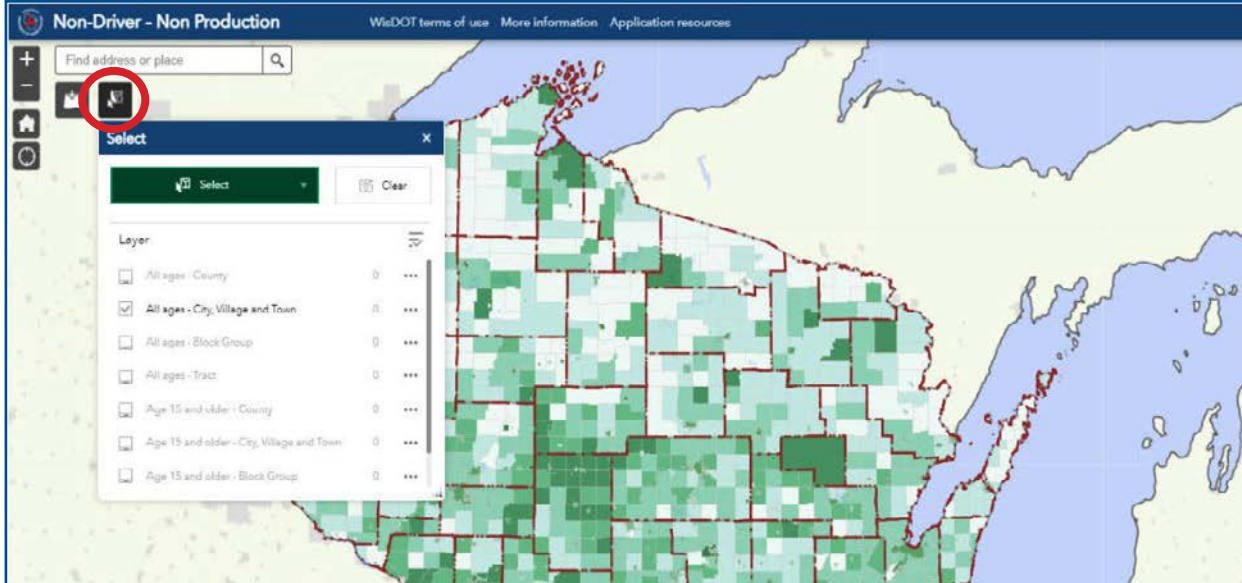 Non-Driver - Non Production
WisDOT terms of use More information Application resources
+
Find address or place
−
Select
×
Select
Clear
Layer
All ages - County 0 •••
All ages - City, Village and Town 0 •••
All ages - Block Group 0 •••
All ages - Tract 0 •••
Age 15 and older - County 0 •••
Age 15 and older - City, Village and Town 0 •••
Age 15 and older - Block Group 0 •••